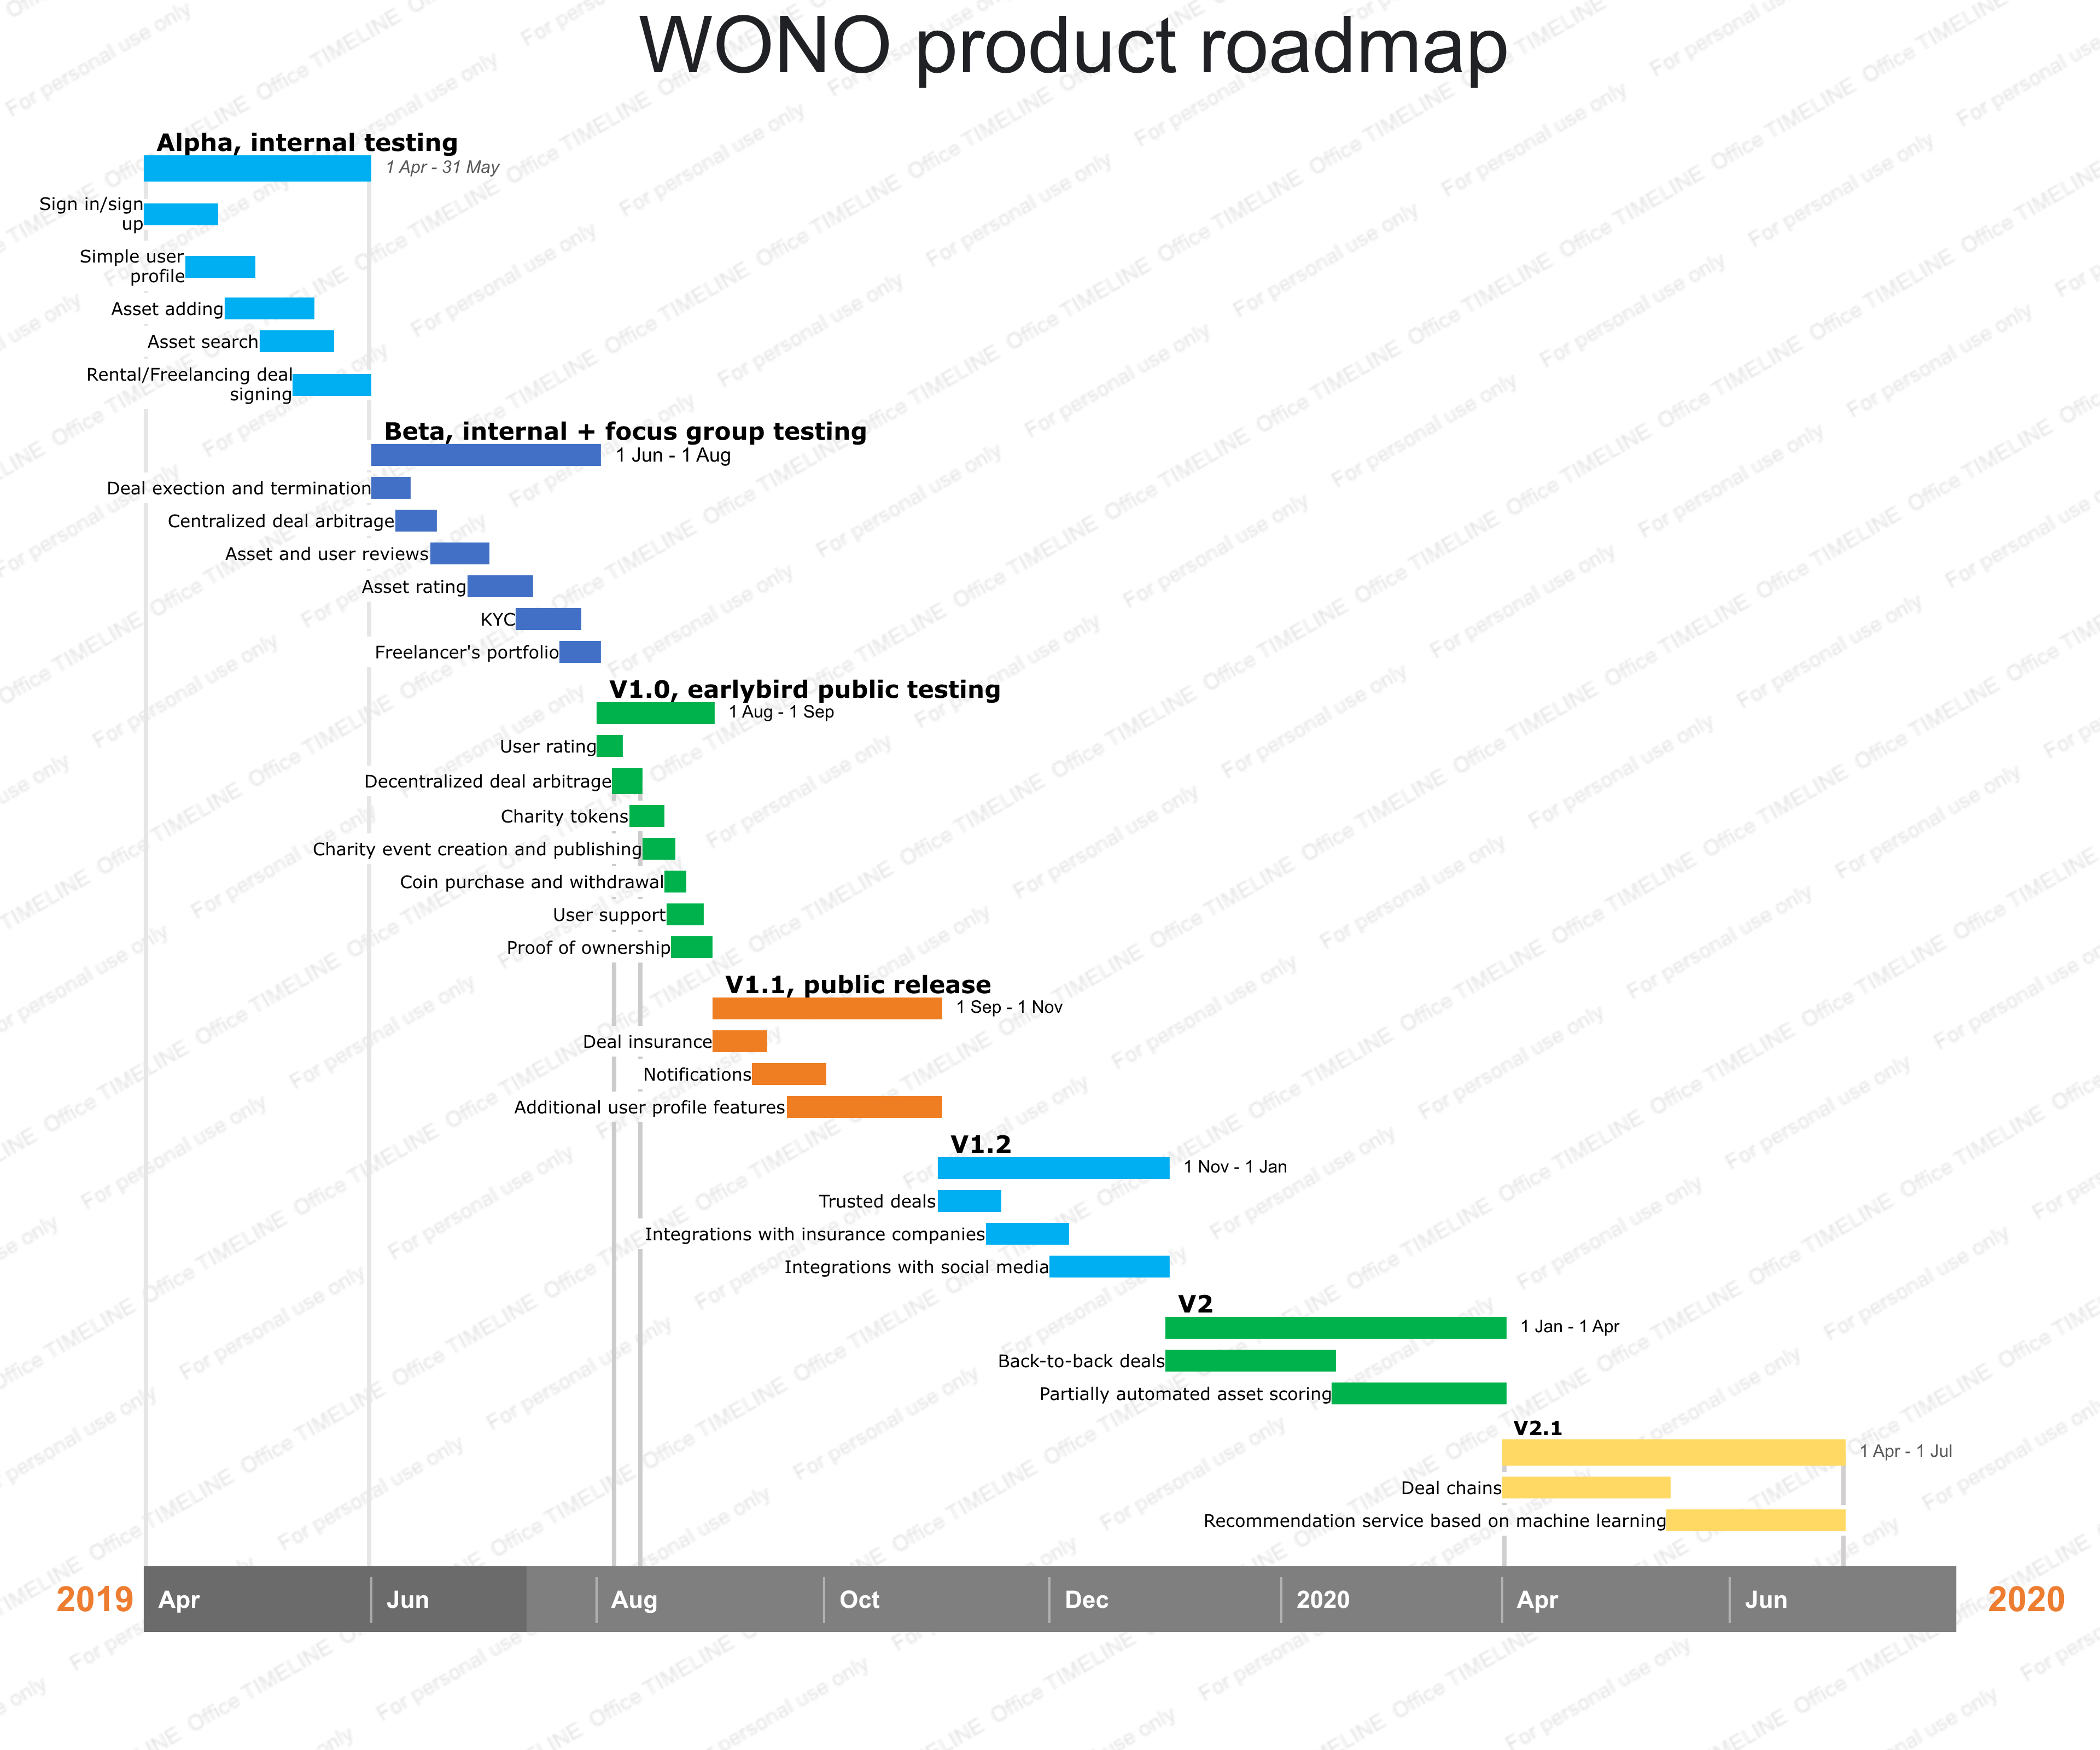 WONO product roadmap
Alpha, internal testing
1 Apr - 31 May
Sign in/sign
up
Simple user
profile
Asset adding
Asset search
Rental/Freelancing deal
signing
Beta, internal + focus group testing
1 Jun - 1 Aug
Deal exection and termination
Centralized deal arbitrage
Asset and user reviews
Asset rating
KYC
Freelancer's portfolio
V1.0, earlybird public testing
1 Aug - 1 Sep
User rating
Decentralized deal arbitrage
Charity tokens
Charity event creation and publishing
Coin purchase and withdrawal
User support
Proof of ownership
V1.1, public release
1 Sep - 1 Nov
Deal insurance
Notifications
Additional user profile features
V1.2
1 Nov - 1 Jan
Trusted deals
Integrations with insurance companies
Integrations with social media
V2
1 Jan - 1 Apr
Back-to-back deals
Partially automated asset scoring
V2.1
1 Apr - 1 Jul
Deal chains
Recommendation service based on machine learning
2019 Apr Jun Aug Oct Dec 2020 Apr Jun 2020
For personal use only Office TIMELINE